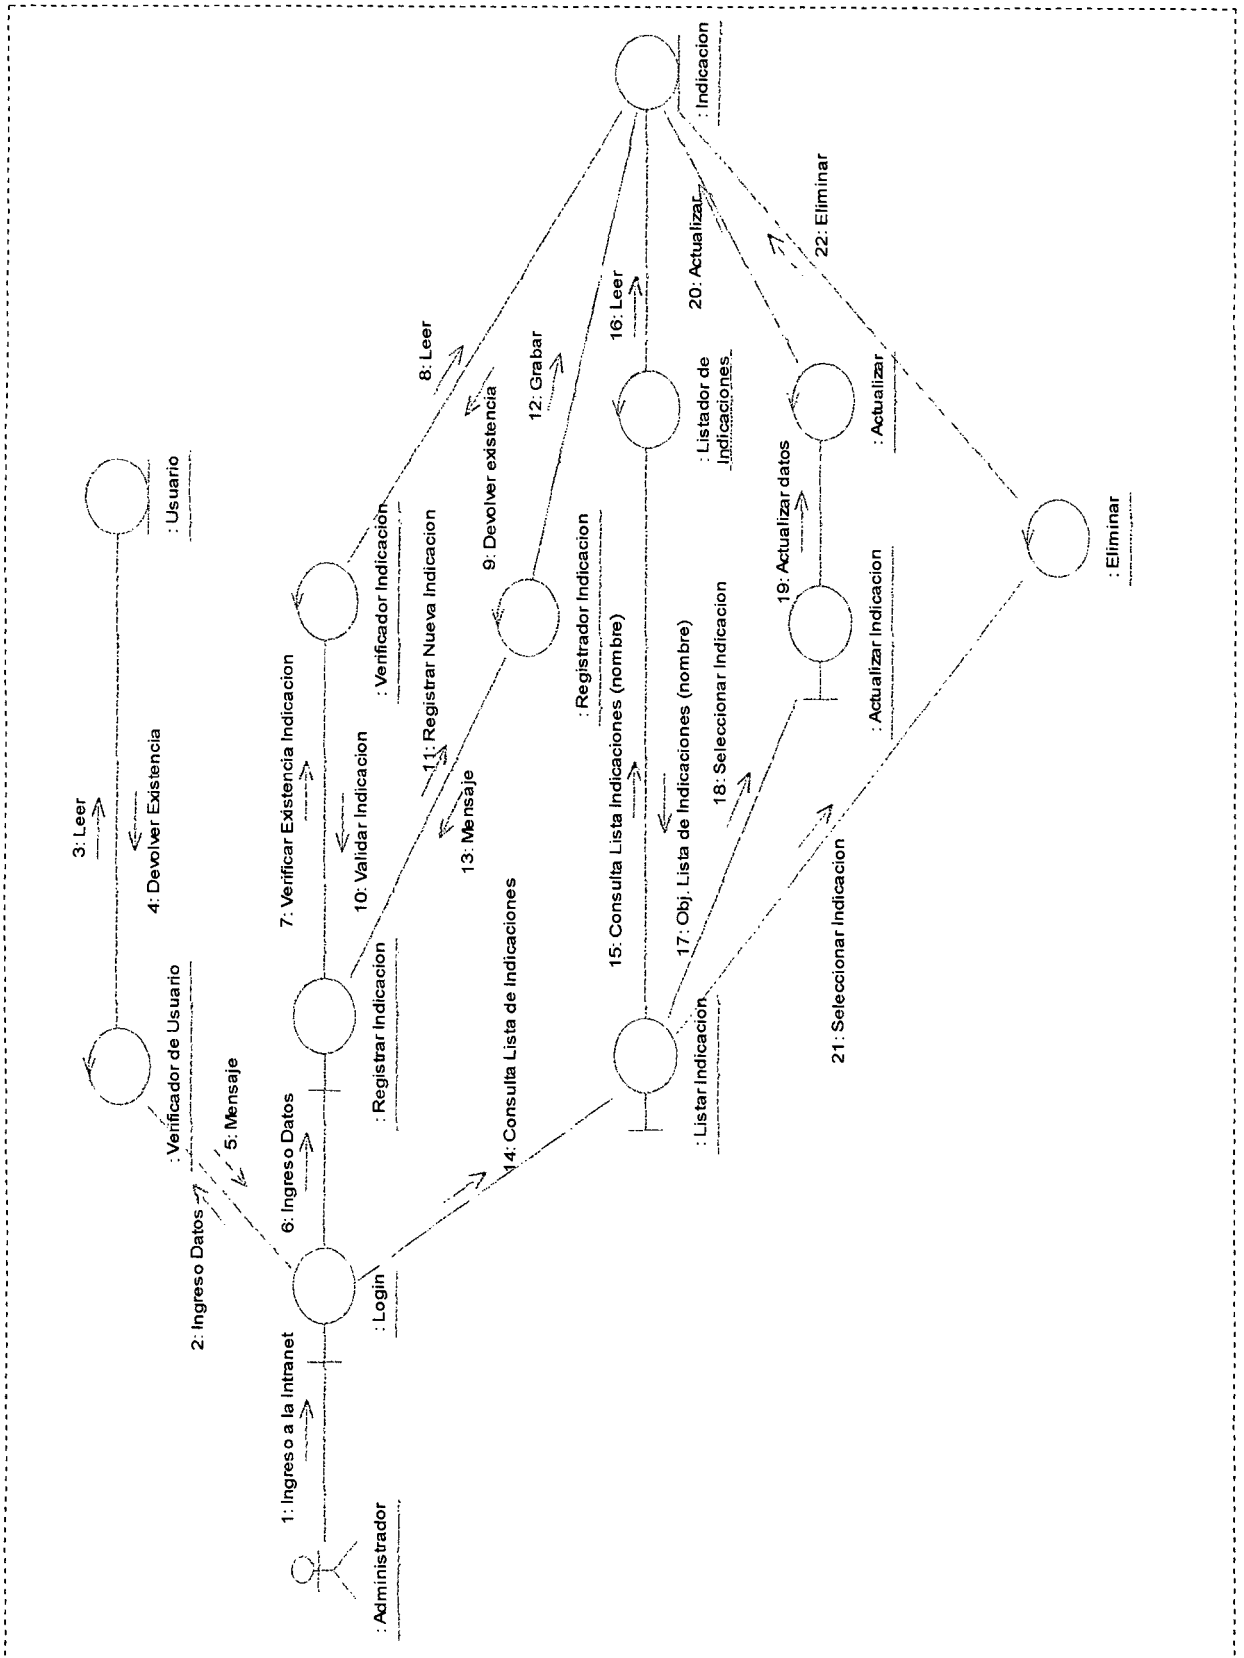 3: Leer
4: Devolver Existencia
: Usuario
: Verificador de Usuario
2: Ingreso Datos
5: Mensaje
1: Ingreso a la Intranet
: Administrador
: Login
6: Ingreso Datos
: Registrar Indicacion
7: Verificar Existencia Indicacion
10: Validar Indicacion
: Verificador Indicacion
8: Leer
9: Devolver existencia
11: Registrar Nueva Indicacion
13: Mensaje
: Registrador Indicacion
12: Grabar
: Indicacion
14: Consulta Lista de Indicaciones
: Listar Indicacion
15: Consulta Lista Indicaciones (nombre)
17: Obj. Lista de Indicaciones (nombre)
: Listador de
Indicaciones
16: Leer
18: Seleccionar Indicacion
: Actualizar Indicacion
19: Actualizar datos
: Actualizar
20: Actualizar
21: Seleccionar Indicacion
: Eliminar
22: Eliminar